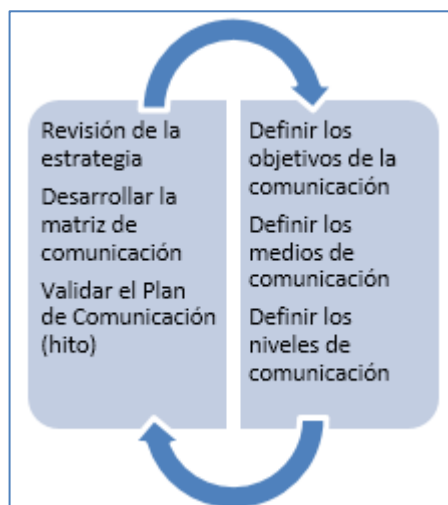 Revisión de la
estrategia
Desarrollar la
matriz de
comunicación
Validar el Plan
de Comunicación
(hito)
Definir los
objetivos de la
comunicación
Definir los
medios de
comunicación
Definir los
niveles de
comunicación